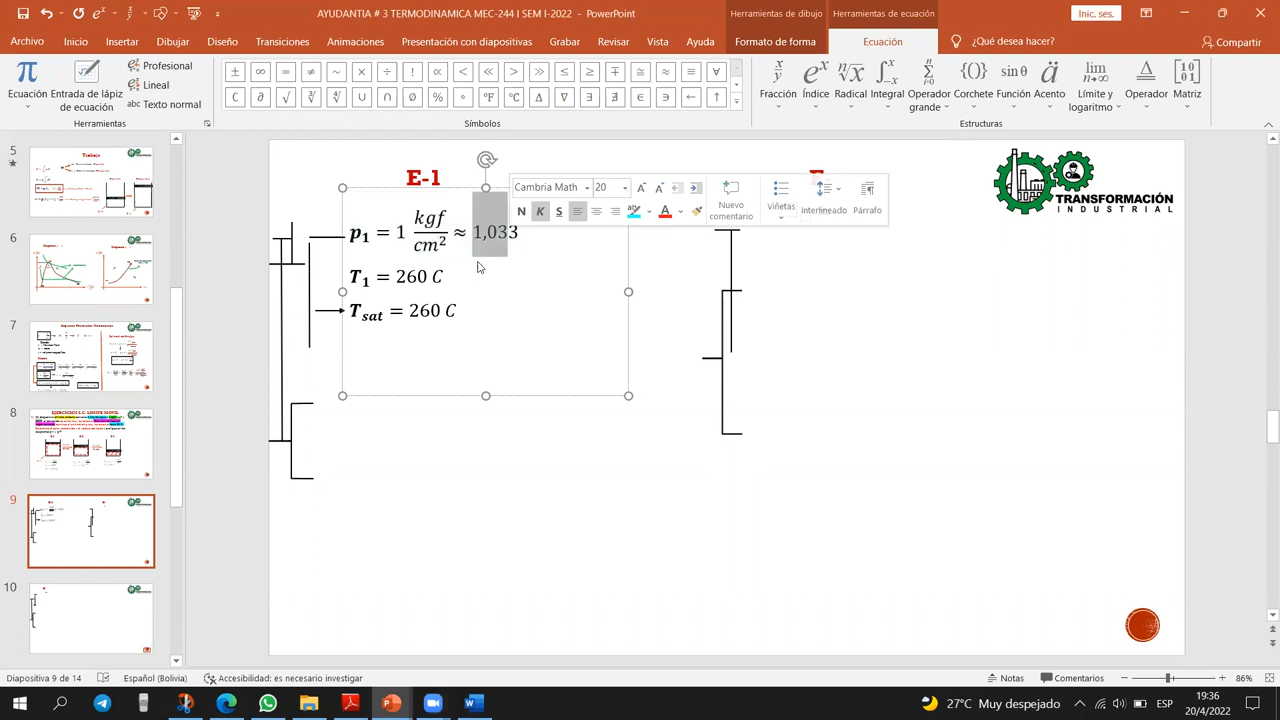 AYUDANTIA # 3 TERMODINAMICA MEC-244 I SEM I-2022 - PowerPoint
Herramientas de dibujo
Herramientas de ecuación
Inic. ses.
Archivo Inicio Insertar Dibujar Diseño Transiciones Animaciones Presentación con diapositivas Grabar Revisar Vista Ayuda Formato de forma Ecuación ¿Qué desea hacer? Compartir
Ecuación
Entrada de lápiz de ecuación
Profesional
Lineal
abc Texto normal
Herramientas
± ∞ = ≠ ~ × ÷ ! ∝ < ≪ > ≫ ≤ ≥ ∓ ≅ ≈ ≡ ∀
∁ ∂ √ ∛ ∜ ∪ ∩ ∅ % ° ℉ ℃ ∆ ∇ ∃ ∄ ∈ ∋ ← ↑
Símbolos
Fracción Índice Radical Integral Operador grande Corchete Función Acento Límite y logaritmo Operador Matriz
Estructuras
5
Trabajo
6
7
8
EJERCICIOS S.C. LIMITE MOVIL
9
10
E-1
Cambria Math 20
N K S
Nuevo comentario
Viñetas
Interlineado
Párrafo
p₁ = 1 kgf/cm² ≈ 1,033
T₁ = 260 C
Tsat = 260 C
TRANSFORMACIÓN
INDUSTRIAL
Diapositiva 9 de 14
Español (Bolivia)
Accesibilidad: es necesario investigar
Notas
Comentarios
86%
27°C Muy despejado
ESP
19:36
20/4/2022